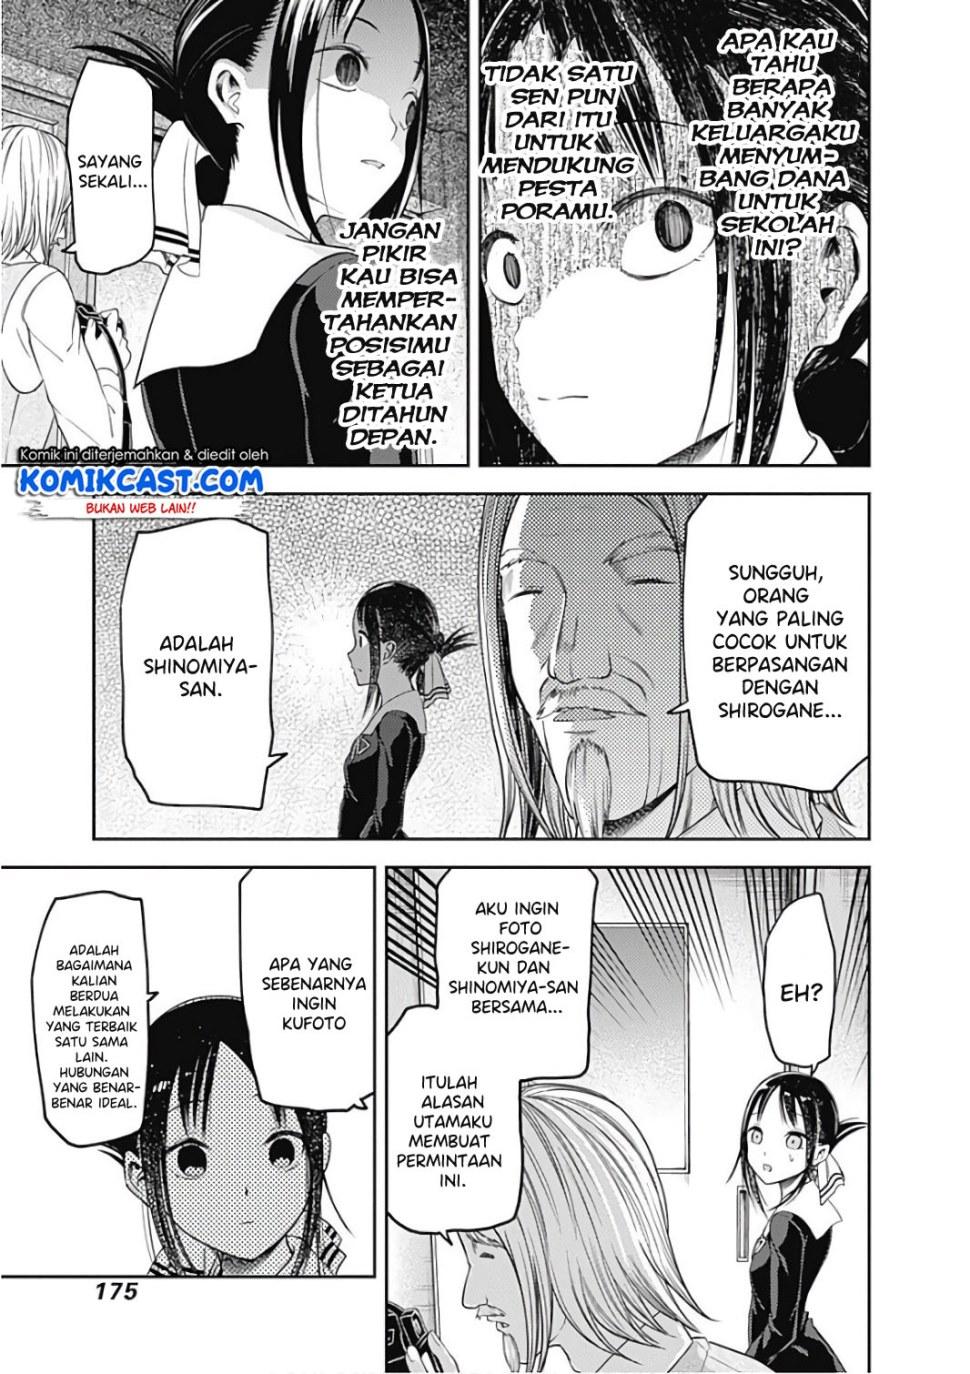 APA KAU
TAHU
BERAPA
BANYAK
KELUARGAKU
MENYUM-
BANG DANA
UNTUK
SEKOLAH
INI?
TIDAK SATU
SEN PUN
DARI ITU
UNTUK
MENDUKUNG
PESTA
PORAMU.
JANGAN
PIKIR
KAU BISA
MEMPER-
TAHANKAN
POSISIMU
SEBAGAI
KETUA
DITAHUN
DEPAN.
SAYANG
SEKALI...
Komik ini diterjemahkan & diedit oleh
KOMIKCAST.COM
BUKAN WEB LAIN!!
SUNGGUH,
ORANG
YANG PALING
COCOK UNTUK
BERPASANGAN
DENGAN
SHIROGANE...
ADALAH
SHINOMIYA-
SAN.
EH?
AKU INGIN
FOTO
SHIROGANE-
KUN DAN
SHINOMIYA-SAN
BERSAMA...
ITULAH
ALASAN
UTAMAKU
MEMBUAT
PERMINTAAN
INI.
APA YANG
SEBENARNYA
INGIN
KUFOTO
ADALAH
BAGAIMANA
KALIAN
BERDUA
MELAKUKAN
YANG TERBAIK
SATU SAMA
LAIN.
HUBUNGAN
YANG BENAR-
BENAR IDEAL.
175